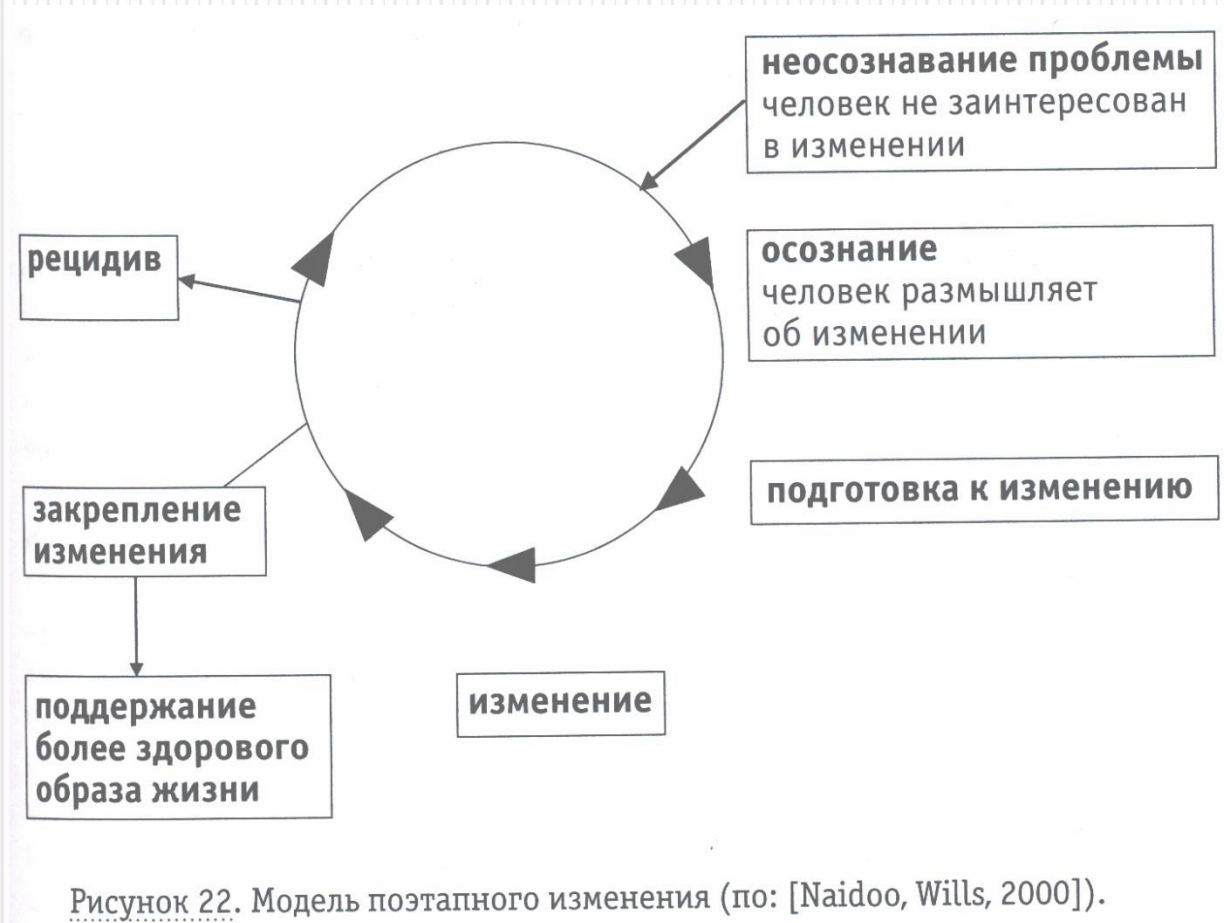 неосознавание проблемы
человек не заинтересован
в изменении
осознание
человек размышляет
об изменении
рецидив
подготовка к изменению
закрепление
изменения
изменение
поддержание
более здорового
образа жизни
Рисунок 22. Модель поэтапного изменения (по: [Naidoo, Wills, 2000]).